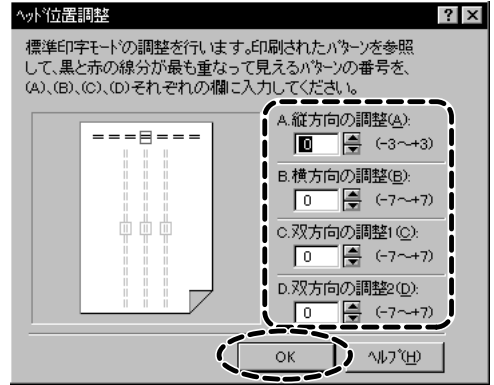 ﾍｯﾄﾞ位置調整
標準印字ﾓｰﾄﾞの調整を行います。印刷されたﾊﾟﾀｰﾝを参照
して、黒と赤の線分が最も重なって見えるﾊﾟﾀｰﾝの番号を、
(A)、(B)、(C)、(D)それぞれの欄に入力してください。
A.縦方向の調整(A):
0 (-3～+3)
B.横方向の調整(B):
0 (-7～+7)
C.双方向の調整1(C):
0 (-7～+7)
D.双方向の調整2(D):
0 (-7～+7)
OK ﾍﾙﾌﾟ(H)